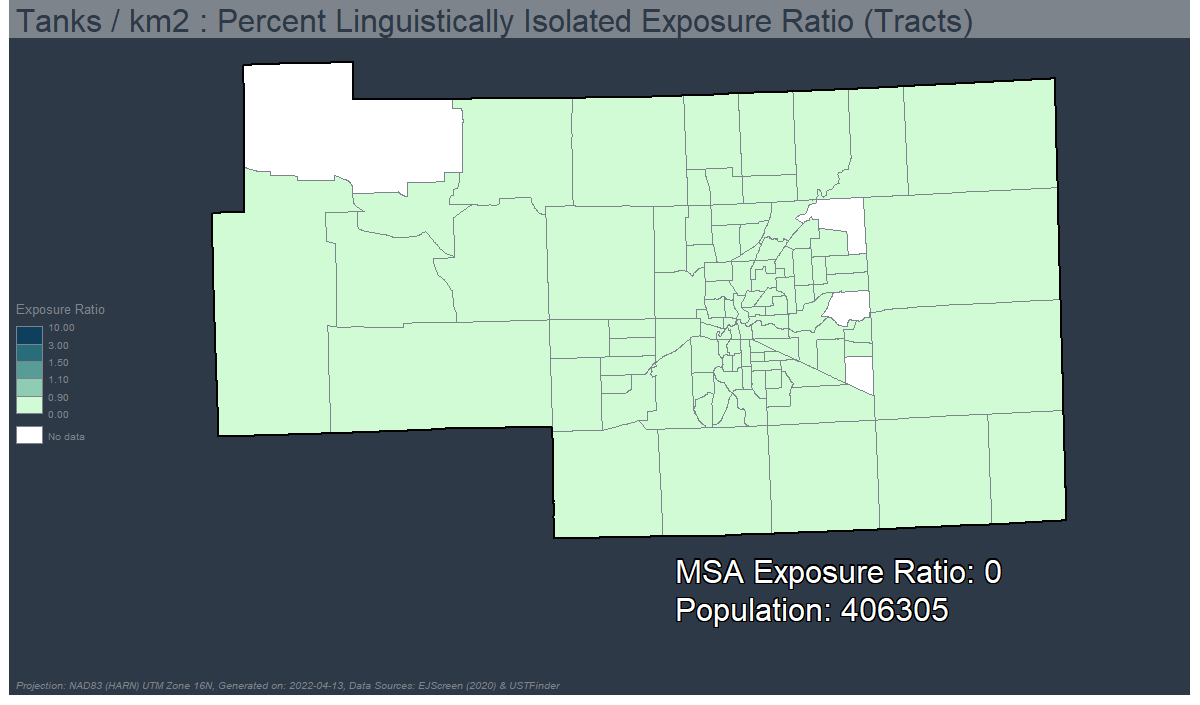 Tanks / km2 : Percent Linguistically Isolated Exposure Ratio (Tracts)
Exposure Ratio
10.00
3.00
1.50
1.10
0.90
0.00
No data
MSA Exposure Ratio: 0
Population: 406305
Projection: NAD83 (HARN) UTM Zone 16N, Generated on: 2022-04-13, Data Sources: EJScreen (2020) & USTFinder